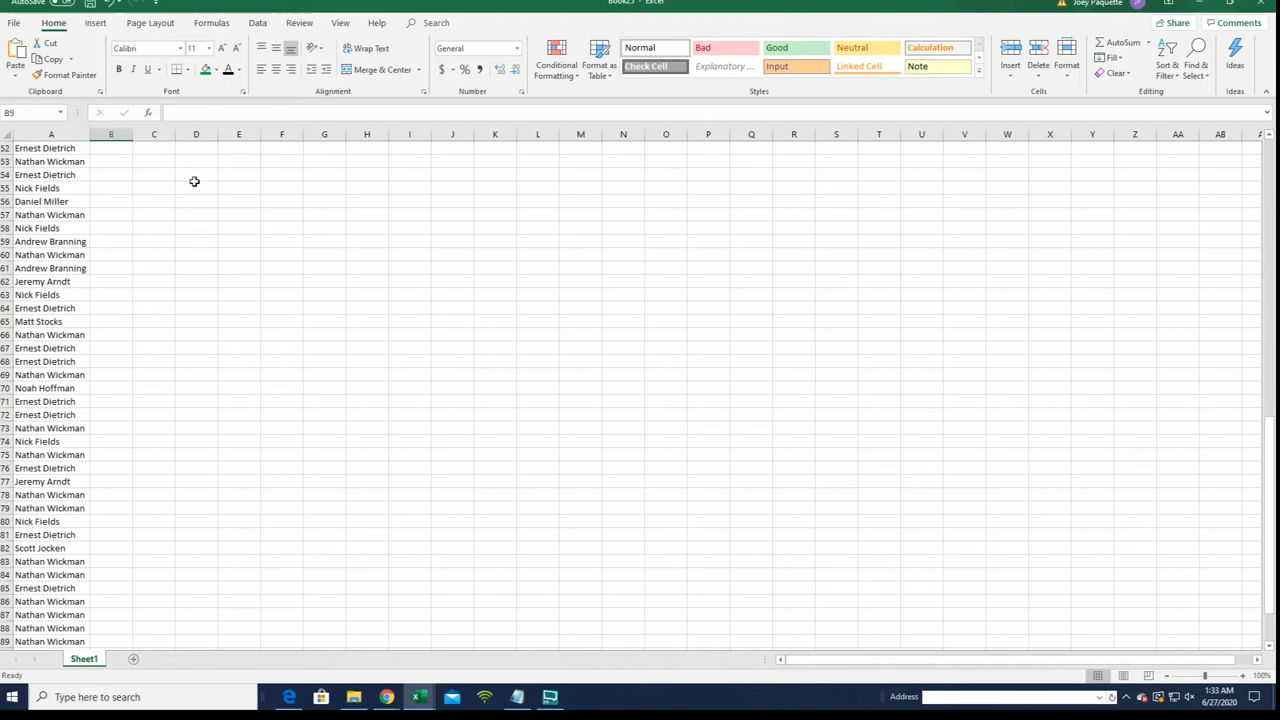 AutoSave Off Book25 - Excel Joey Paquette JP
File Home Insert Page Layout Formulas Data Review View Help Search Share Comments
Paste Cut Copy Format Painter Clipboard
Calibri 11 B I U Font
Wrap Text Merge & Center Alignment
General $ % , Number
Conditional Formatting Format as Table
Normal Bad Good Neutral Calculation
Check Cell Explanatory ... Input Linked Cell Note
Styles
Insert Delete Format Cells
AutoSum Fill Clear Sort & Filter Find & Select Editing
Ideas Ideas
B9 fx
A B C D E F G H I J K L M N O P Q R S T U V W X Y Z AA AB
52 Ernest Dietrich
53 Nathan Wickman
54 Ernest Dietrich
55 Nick Fields
56 Daniel Miller
57 Nathan Wickman
58 Nick Fields
59 Andrew Branning
60 Nathan Wickman
61 Andrew Branning
62 Jeremy Arndt
63 Nick Fields
64 Ernest Dietrich
65 Matt Stocks
66 Nathan Wickman
67 Ernest Dietrich
68 Ernest Dietrich
69 Nathan Wickman
70 Noah Hoffman
71 Ernest Dietrich
72 Ernest Dietrich
73 Nathan Wickman
74 Nick Fields
75 Nathan Wickman
76 Ernest Dietrich
77 Jeremy Arndt
78 Nathan Wickman
79 Nathan Wickman
80 Nick Fields
81 Ernest Dietrich
82 Scott Jocken
83 Nathan Wickman
84 Nathan Wickman
85 Ernest Dietrich
86 Nathan Wickman
87 Nathan Wickman
88 Nathan Wickman
89 Nathan Wickman
Sheet1
Ready 100%
Type here to search Address 1:33 AM
6/27/2020